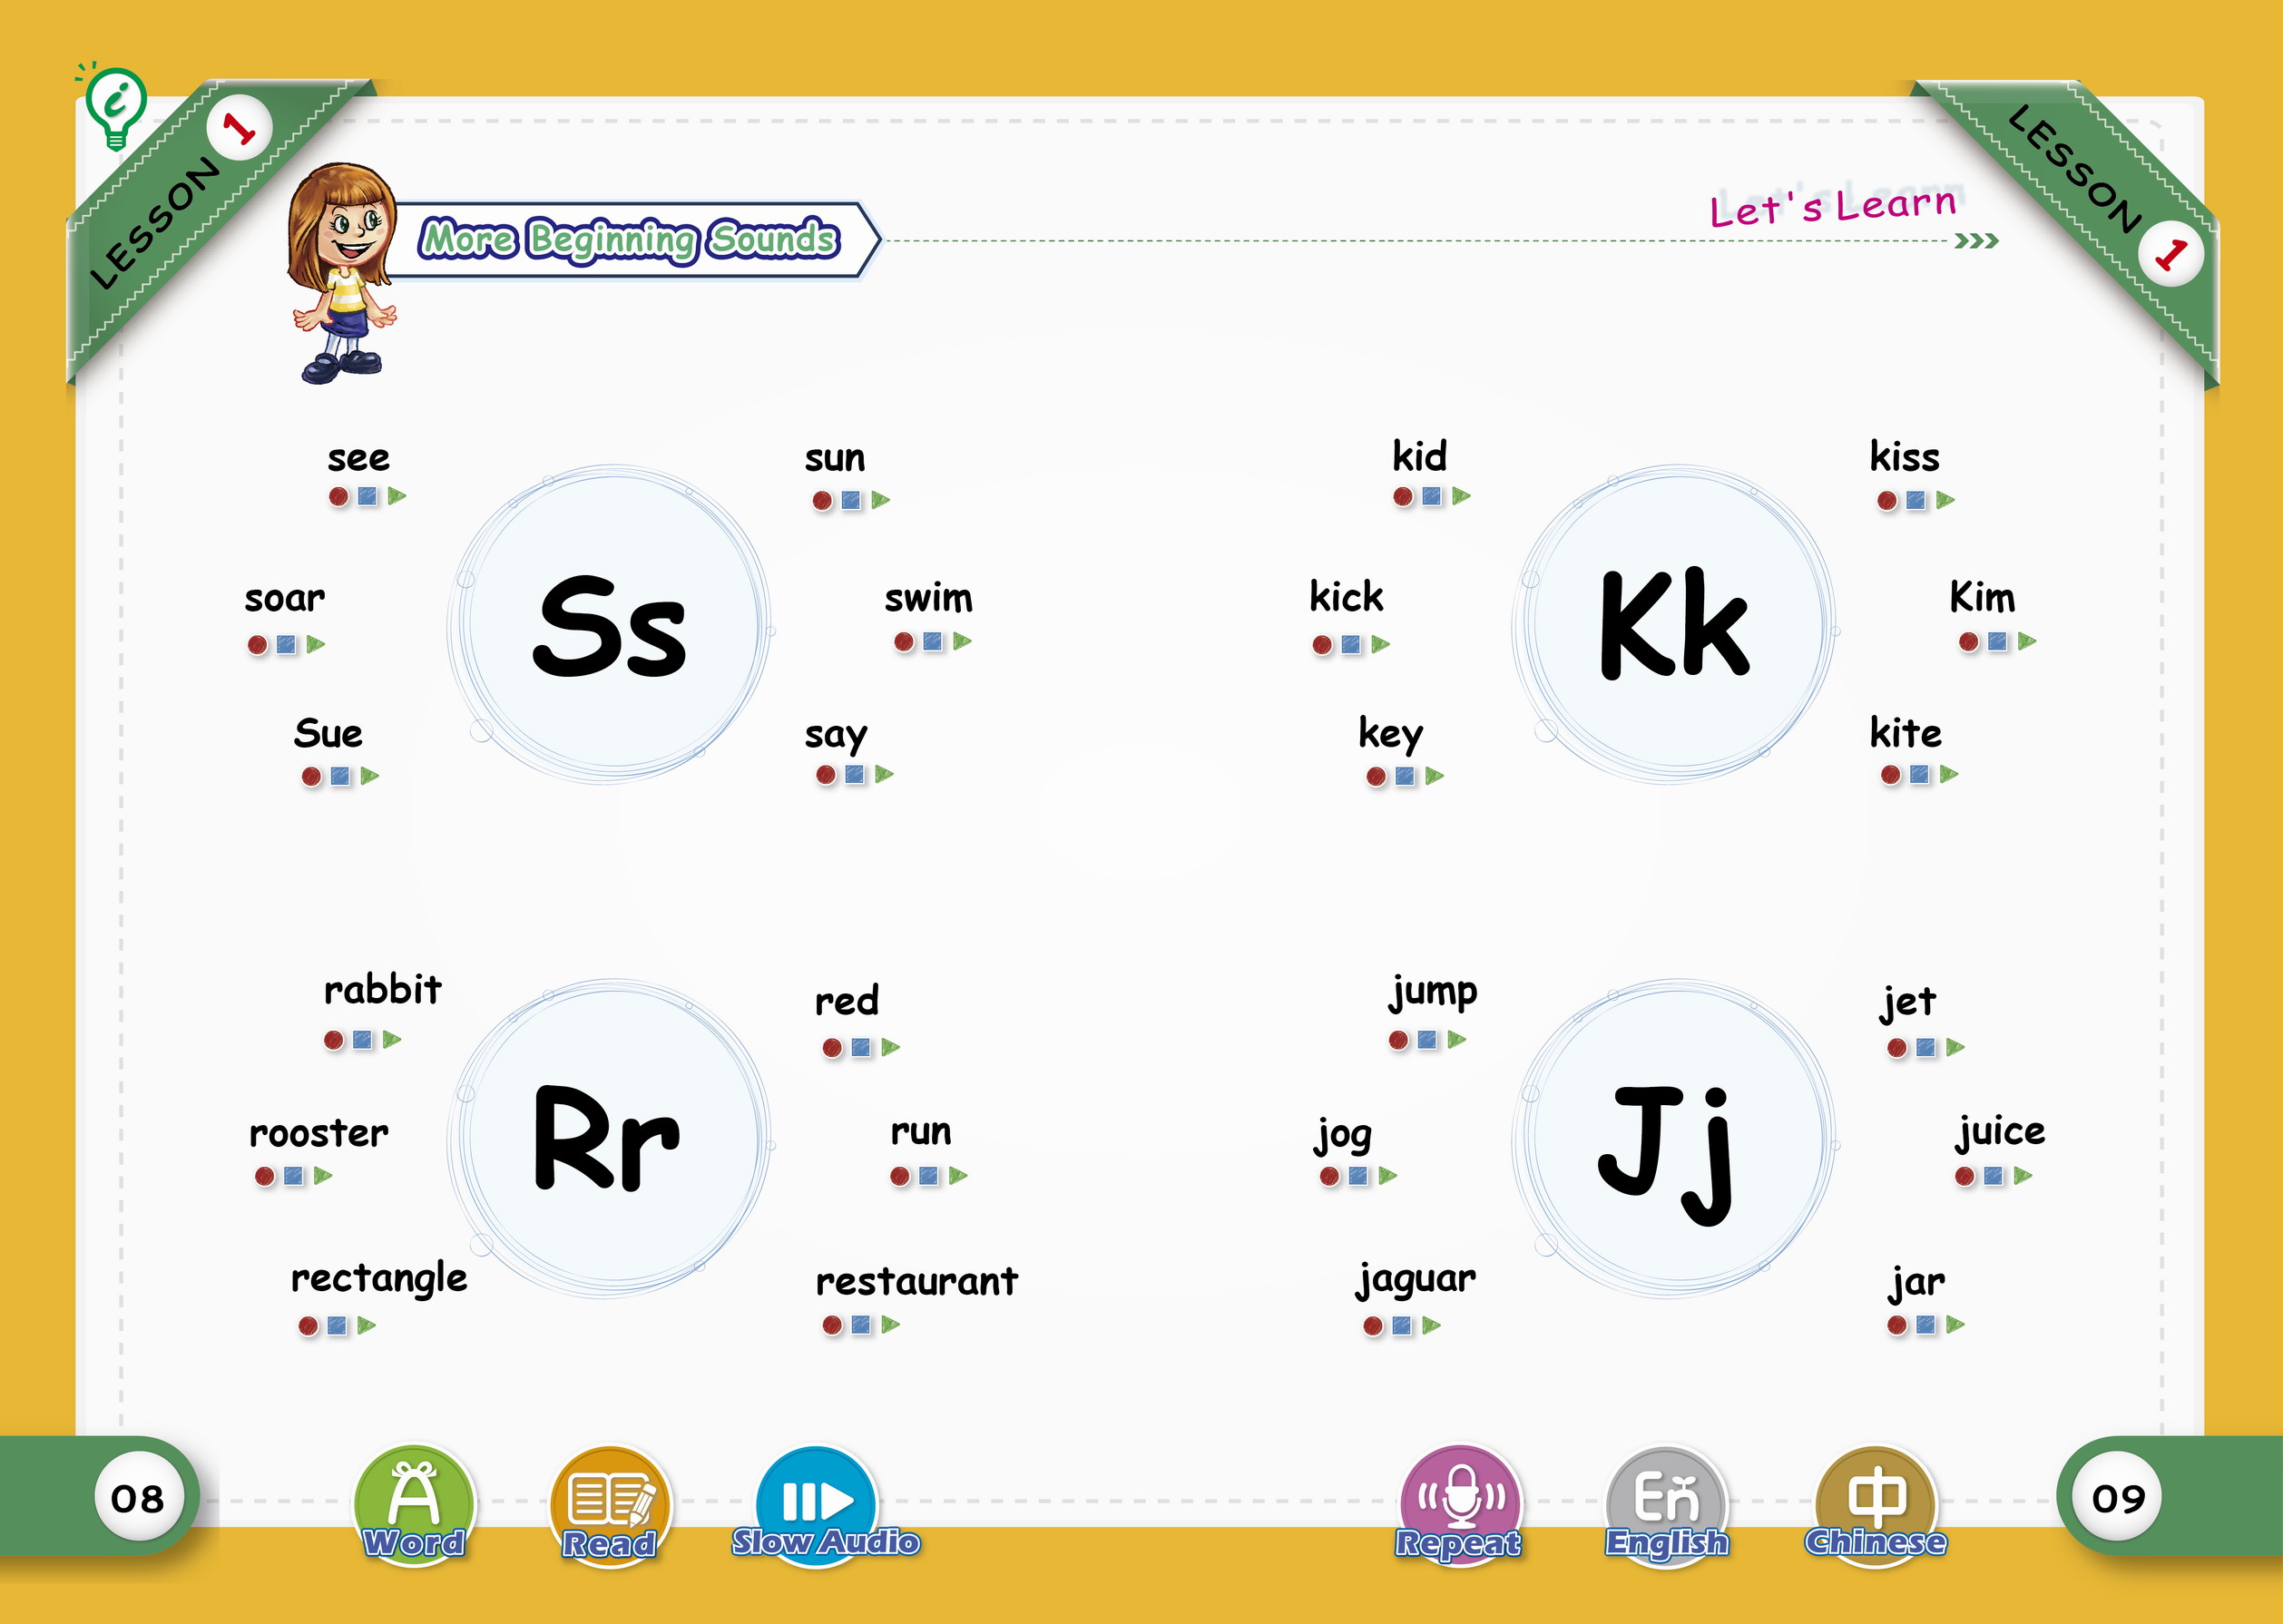 LESSON 1
More Beginning Sounds
Let's Learn
LESSON 1
see
sun
soar
Ss
swim
Sue
say
kid
kiss
kick
Kk
Kim
key
kite
rabbit
red
rooster
Rr
run
rectangle
restaurant
jump
jet
jog
Jj
juice
jaguar
jar
08
A
Word
Read
Slow Audio
Repeat
En
English
中
Chinese
09